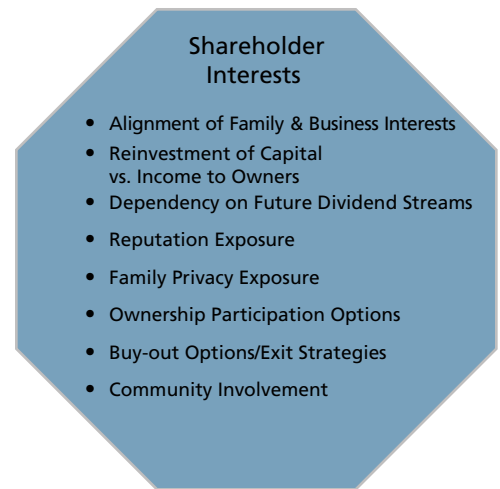 Shareholder
Interests
• Alignment of Family & Business Interests
• Reinvestment of Capital
vs. Income to Owners
• Dependency on Future Dividend Streams
• Reputation Exposure
• Family Privacy Exposure
• Ownership Participation Options
• Buy-out Options/Exit Strategies
• Community Involvement